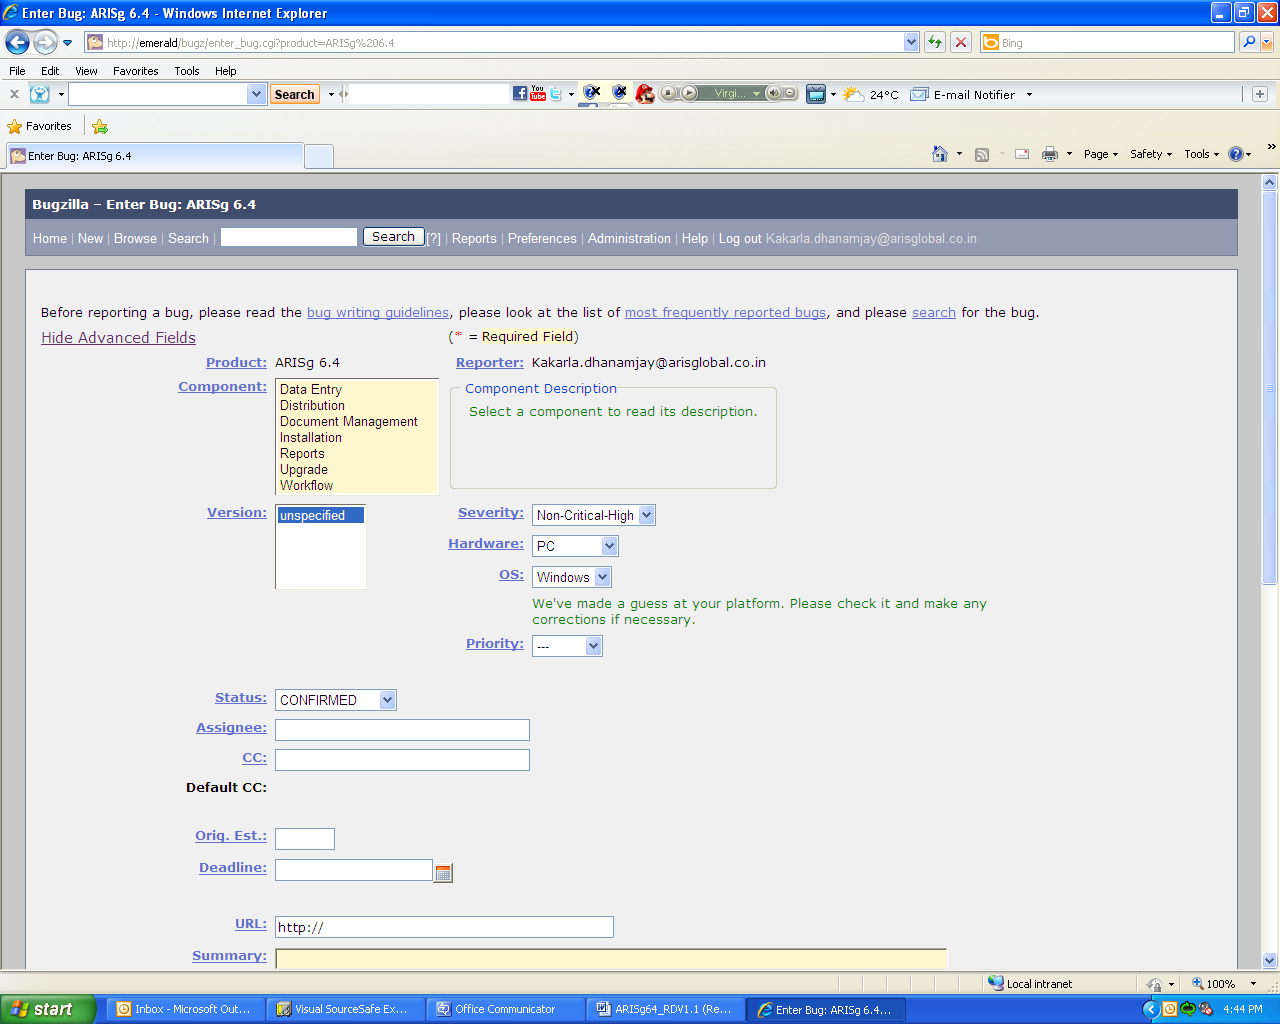 Enter Bug: ARISg 6.4 - Windows Internet Explorer
http://emerald/bugz/enter_bug.cgi?product=ARISg%206.4
Bing
File Edit View Favorites Tools Help
Search
You Tube
Virgi...
24°C
E-mail Notifier
Favorites
Enter Bug: ARISg 6.4
Page Safety Tools
Bugzilla – Enter Bug: ARISg 6.4
Home | New | Browse | Search | Search [?] | Reports | Preferences | Administration | Help | Log out Kakarla.dhanamjay@arisglobal.co.in
Before reporting a bug, please read the bug writing guidelines, please look at the list of most frequently reported bugs, and please search for the bug.
Hide Advanced Fields (* = Required Field)
Product: ARISg 6.4 Reporter: Kakarla.dhanamjay@arisglobal.co.in
Component:
Data Entry
Distribution
Document Management
Installation
Reports
Upgrade
Workflow
Component Description
Select a component to read its description.
Version: unspecified
Severity: Non-Critical-High
Hardware: PC
OS: Windows
We've made a guess at your platform. Please check it and make any
corrections if necessary.
Priority: ---
Status: CONFIRMED
Assignee:
CC:
Default CC:
Orig. Est.:
Deadline:
URL: http://
Summary:
Local intranet 100%
start Inbox - Microsoft Out... Visual SourceSafe Ex... Office Communicator ARISg64_RDV1.1 (Re... Enter Bug: ARISg 6.4... 4:44 PM